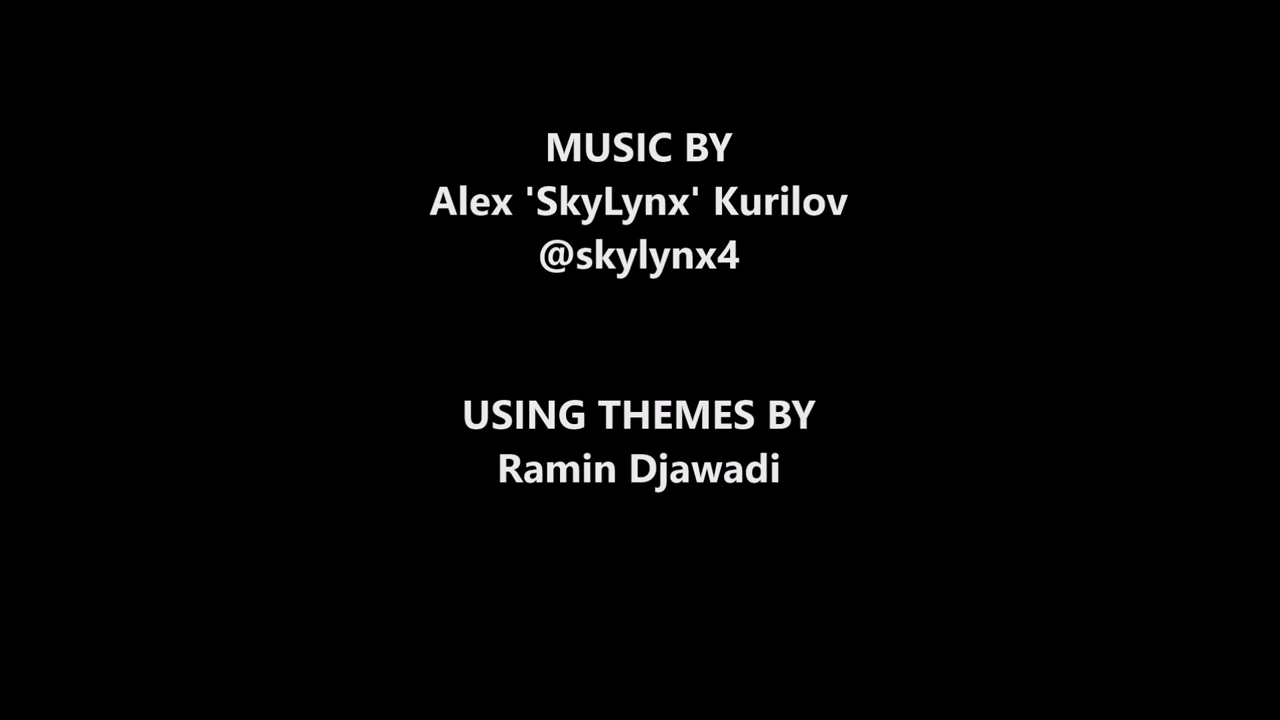 MUSIC BY
Alex 'SkyLynx' Kurilov
@skylynx4
USING THEMES BY
Ramin Djawadi